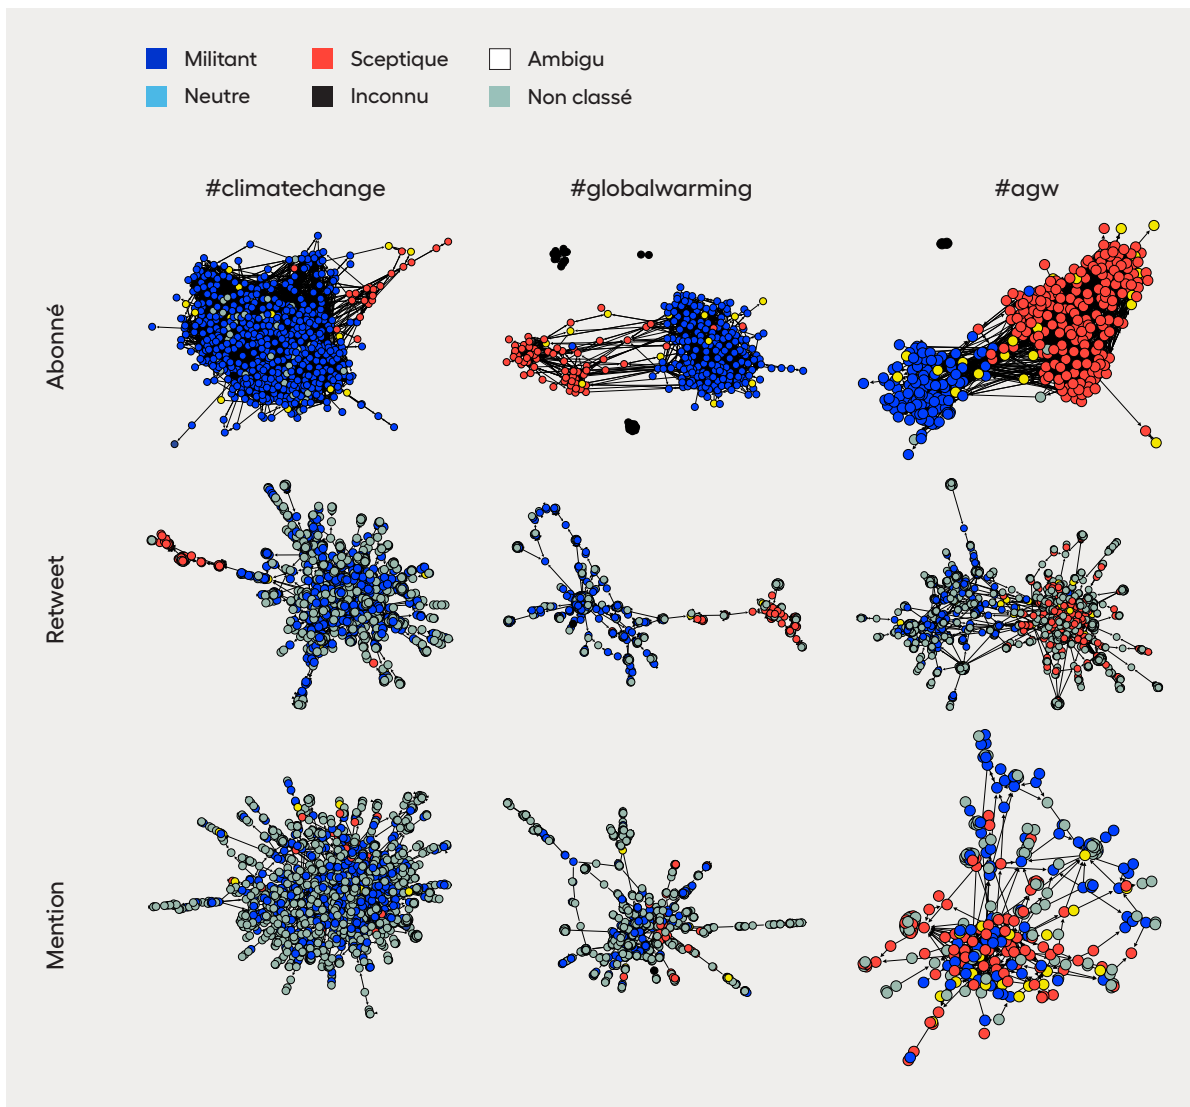 Militant
Sceptique
Ambigu
Neutre
Inconnu
Non classé
#climatechange
#globalwarming
#agw
Abonné
Retweet
Mention